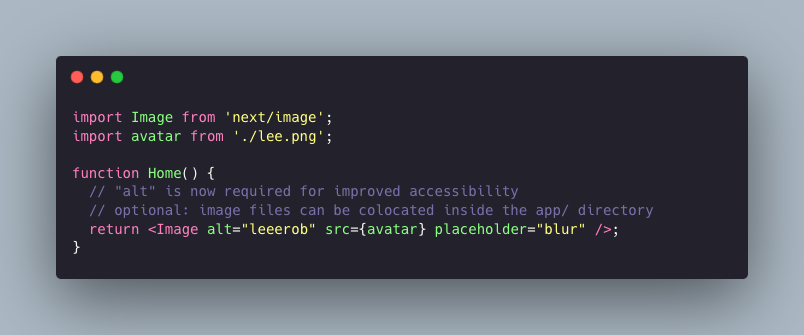 import Image from 'next/image';
import avatar from './lee.png';

function Home() {
  // "alt" is now required for improved accessibility
  // optional: image files can be colocated inside the app/ directory
  return <Image alt="leeerob" src={avatar} placeholder="blur" />;
}